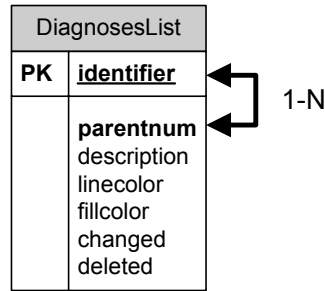 DiagnosesList
PK identifier
parentnum
description
linecolor
fillcolor
changed
deleted
1-N